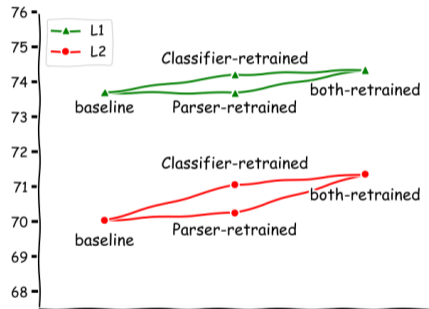 76
75
74
73
72
71
70
69
68
L1
L2
Classifier-retrained
baseline
Parser-retrained
both-retrained
Classifier-retrained
both-retrained
baseline
Parser-retrained